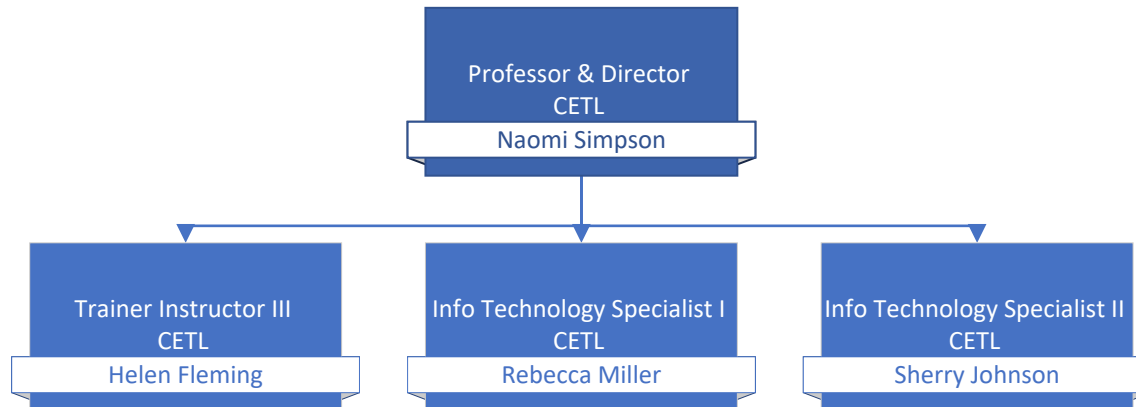 Professor & Director
CETL
Naomi Simpson
Trainer Instructor III
CETL
Helen Fleming
Info Technology Specialist I
CETL
Rebecca Miller
Info Technology Specialist II
CETL
Sherry Johnson